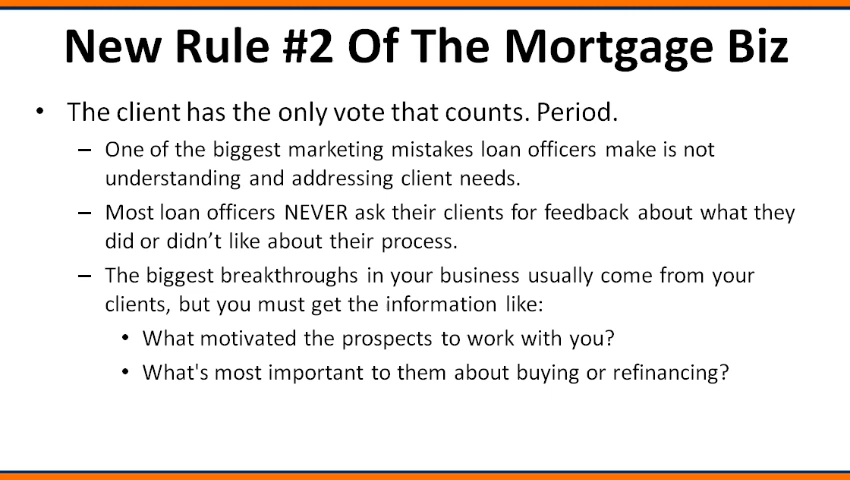 New Rule #2 Of The Mortgage Biz
• The client has the only vote that counts. Period.
– One of the biggest marketing mistakes loan officers make is not
understanding and addressing client needs.
– Most loan officers NEVER ask their clients for feedback about what they
did or didn’t like about their process.
– The biggest breakthroughs in your business usually come from your
clients, but you must get the information like:
• What motivated the prospects to work with you?
• What's most important to them about buying or refinancing?